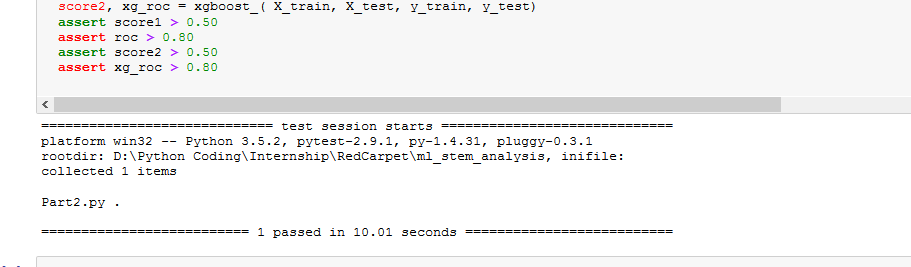 score2, xg_roc = xgboost_( X_train, X_test, y_train, y_test)
assert score1 > 0.50
assert roc > 0.80
assert score2 > 0.50
assert xg_roc > 0.80
============================= test session starts =============================
platform win32 -- Python 3.5.2, pytest-2.9.1, py-1.4.31, pluggy-0.3.1
rootdir: D:\Python Coding\Internship\RedCarpet\ml_stem_analysis, inifile:
collected 1 items
Part2.py .
========================== 1 passed in 10.01 seconds ==========================